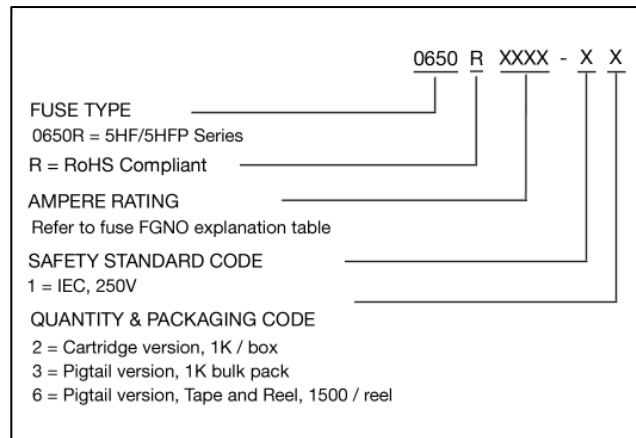 0650 R XXXX - X X
FUSE TYPE
0650R = 5HF/5HFP Series
R = RoHS Compliant
AMPERE RATING
Refer to fuse FGNO explanation table
SAFETY STANDARD CODE
1 = IEC, 250V
QUANTITY & PACKAGING CODE
2 = Cartridge version, 1K / box
3 = Pigtail version, 1K bulk pack
6 = Pigtail version, Tape and Reel, 1500 / reel